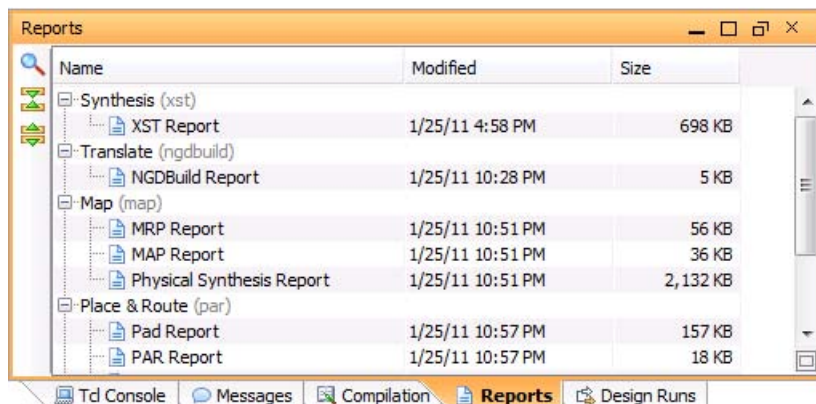 Reports
Name Modified Size
Synthesis (xst)
XST Report 1/25/11 4:58 PM 698 KB
Translate (ngdbuild)
NGDBuild Report 1/25/11 10:28 PM 5 KB
Map (map)
MRP Report 1/25/11 10:51 PM 56 KB
MAP Report 1/25/11 10:51 PM 36 KB
Physical Synthesis Report 1/25/11 10:51 PM 2,132 KB
Place & Route (par)
Pad Report 1/25/11 10:57 PM 157 KB
PAR Report 1/25/11 10:57 PM 18 KB
Tcl Console Messages Compilation Reports Design Runs